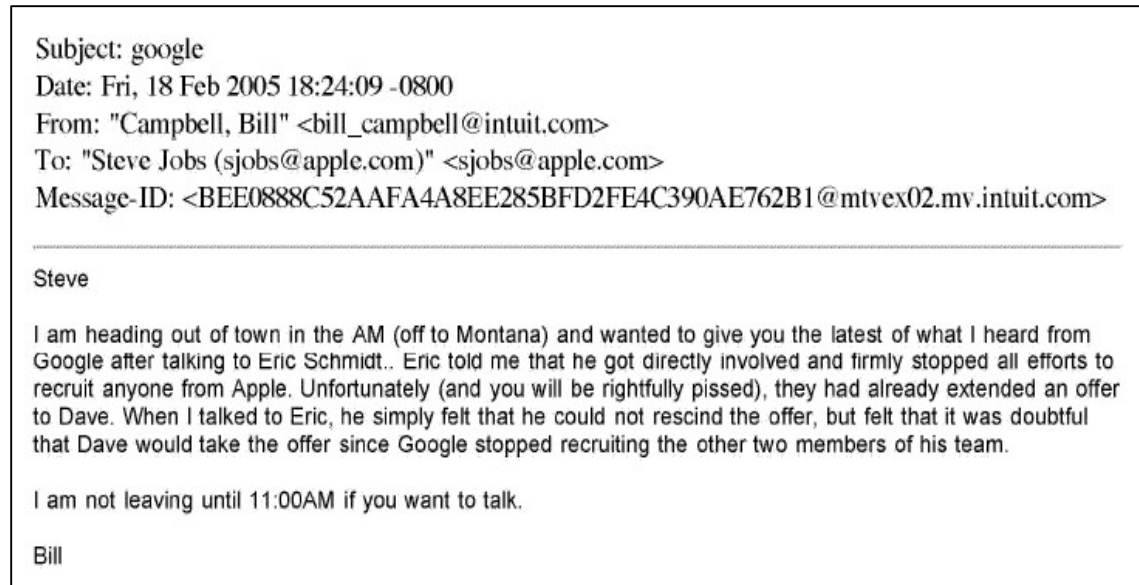 Subject: google
Date: Fri, 18 Feb 2005 18:24:09 -0800
From: "Campbell, Bill" <bill_campbell@intuit.com>
To: "Steve Jobs (sjobs@apple.com)" <sjobs@apple.com>
Message-ID: <BEE0888C52AAFA4A8EE285BFD2FE4C390AE762B1@mtvex02.mv.intuit.com>
Steve
I am heading out of town in the AM (off to Montana) and wanted to give you the latest of what I heard from
Google after talking to Eric Schmidt.. Eric told me that he got directly involved and firmly stopped all efforts to
recruit anyone from Apple. Unfortunately (and you will be rightfully pissed), they had already extended an offer
to Dave. When I talked to Eric, he simply felt that he could not rescind the offer, but felt that it was doubtful
that Dave would take the offer since Google stopped recruiting the other two members of his team.
I am not leaving until 11:00AM if you want to talk.
Bill